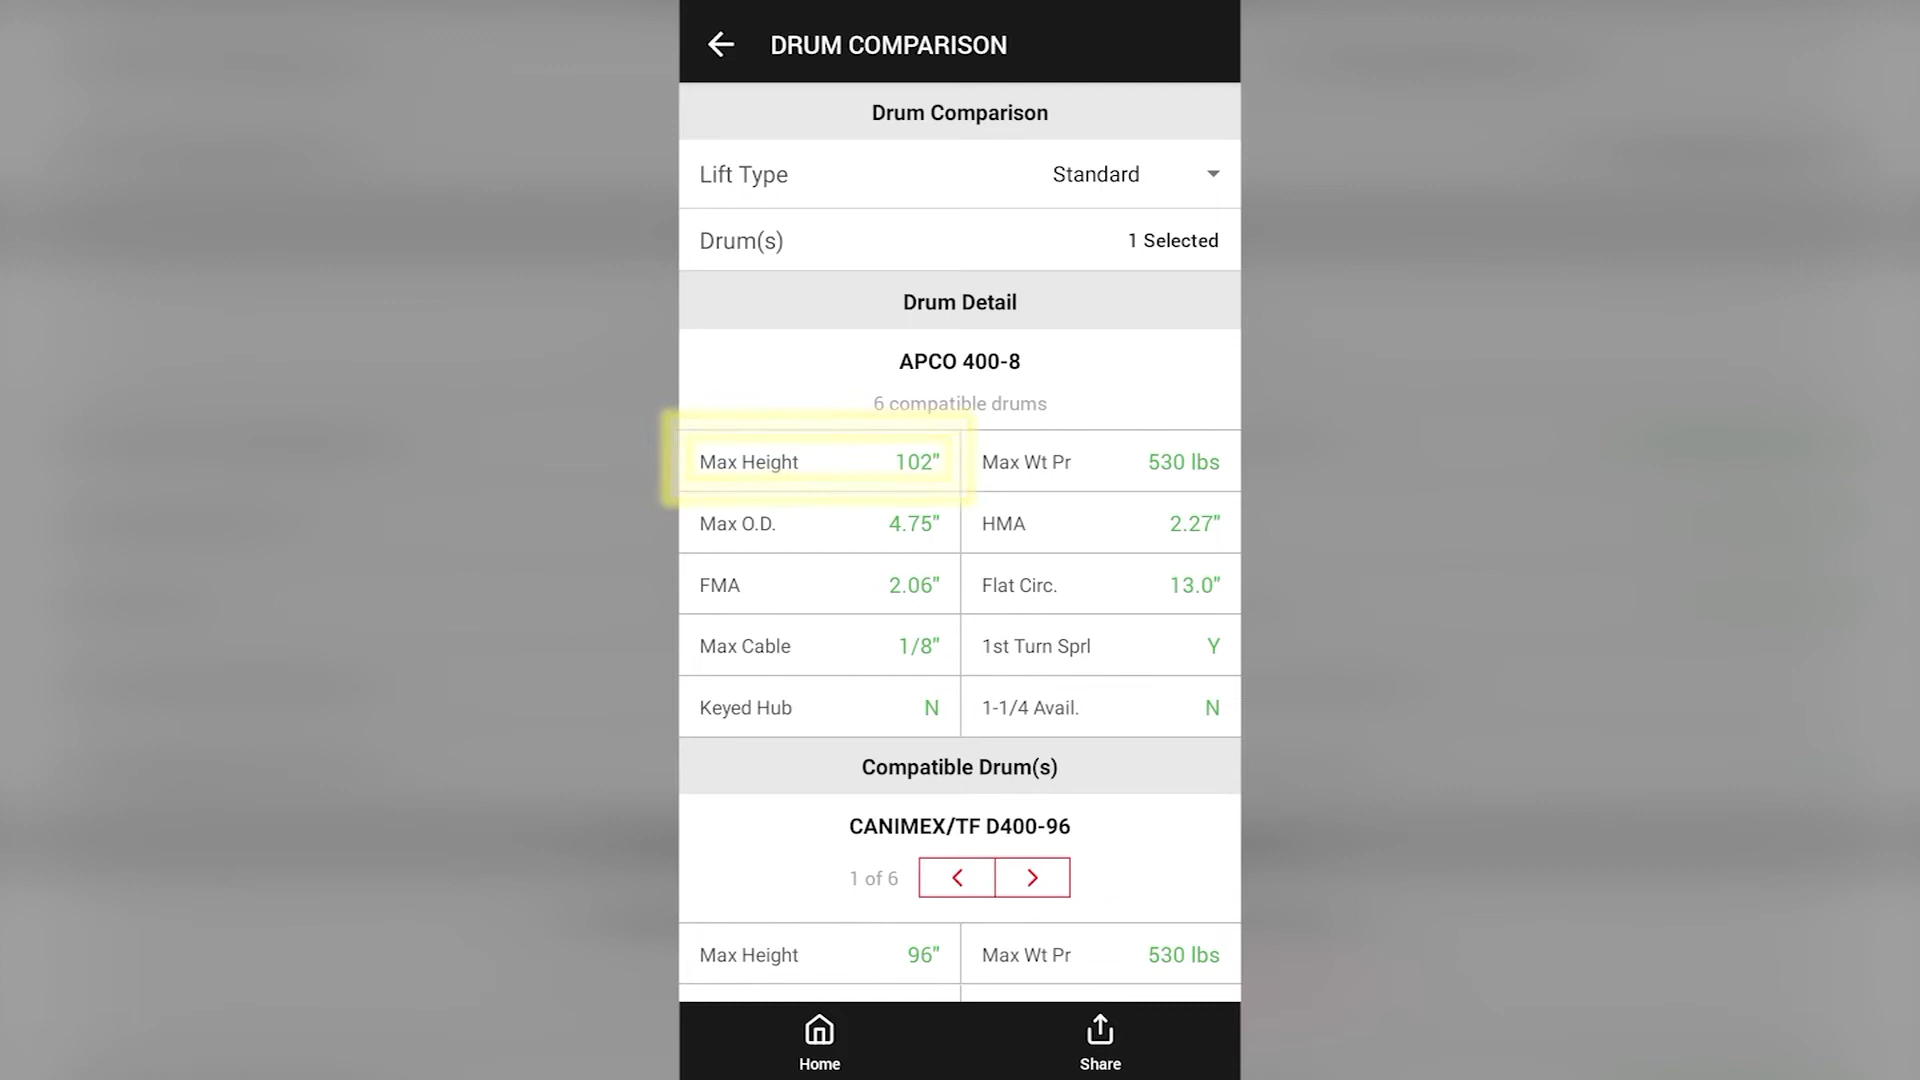 DRUM COMPARISON
Drum Comparison
Lift Type Standard
Drum(s) 1 Selected
Drum Detail
APCO 400-8
6 compatible drums
Max Height 102" Max Wt Pr 530 lbs
Max O.D. 4.75" HMA 2.27"
FMA 2.06" Flat Circ. 13.0"
Max Cable 1/8" 1st Turn Sprl Y
Keyed Hub N 1-1/4 Avail. N
Compatible Drum(s)
CANIMEX/TF D400-96
1 of 6
Max Height 96" Max Wt Pr 530 lbs
Home Share